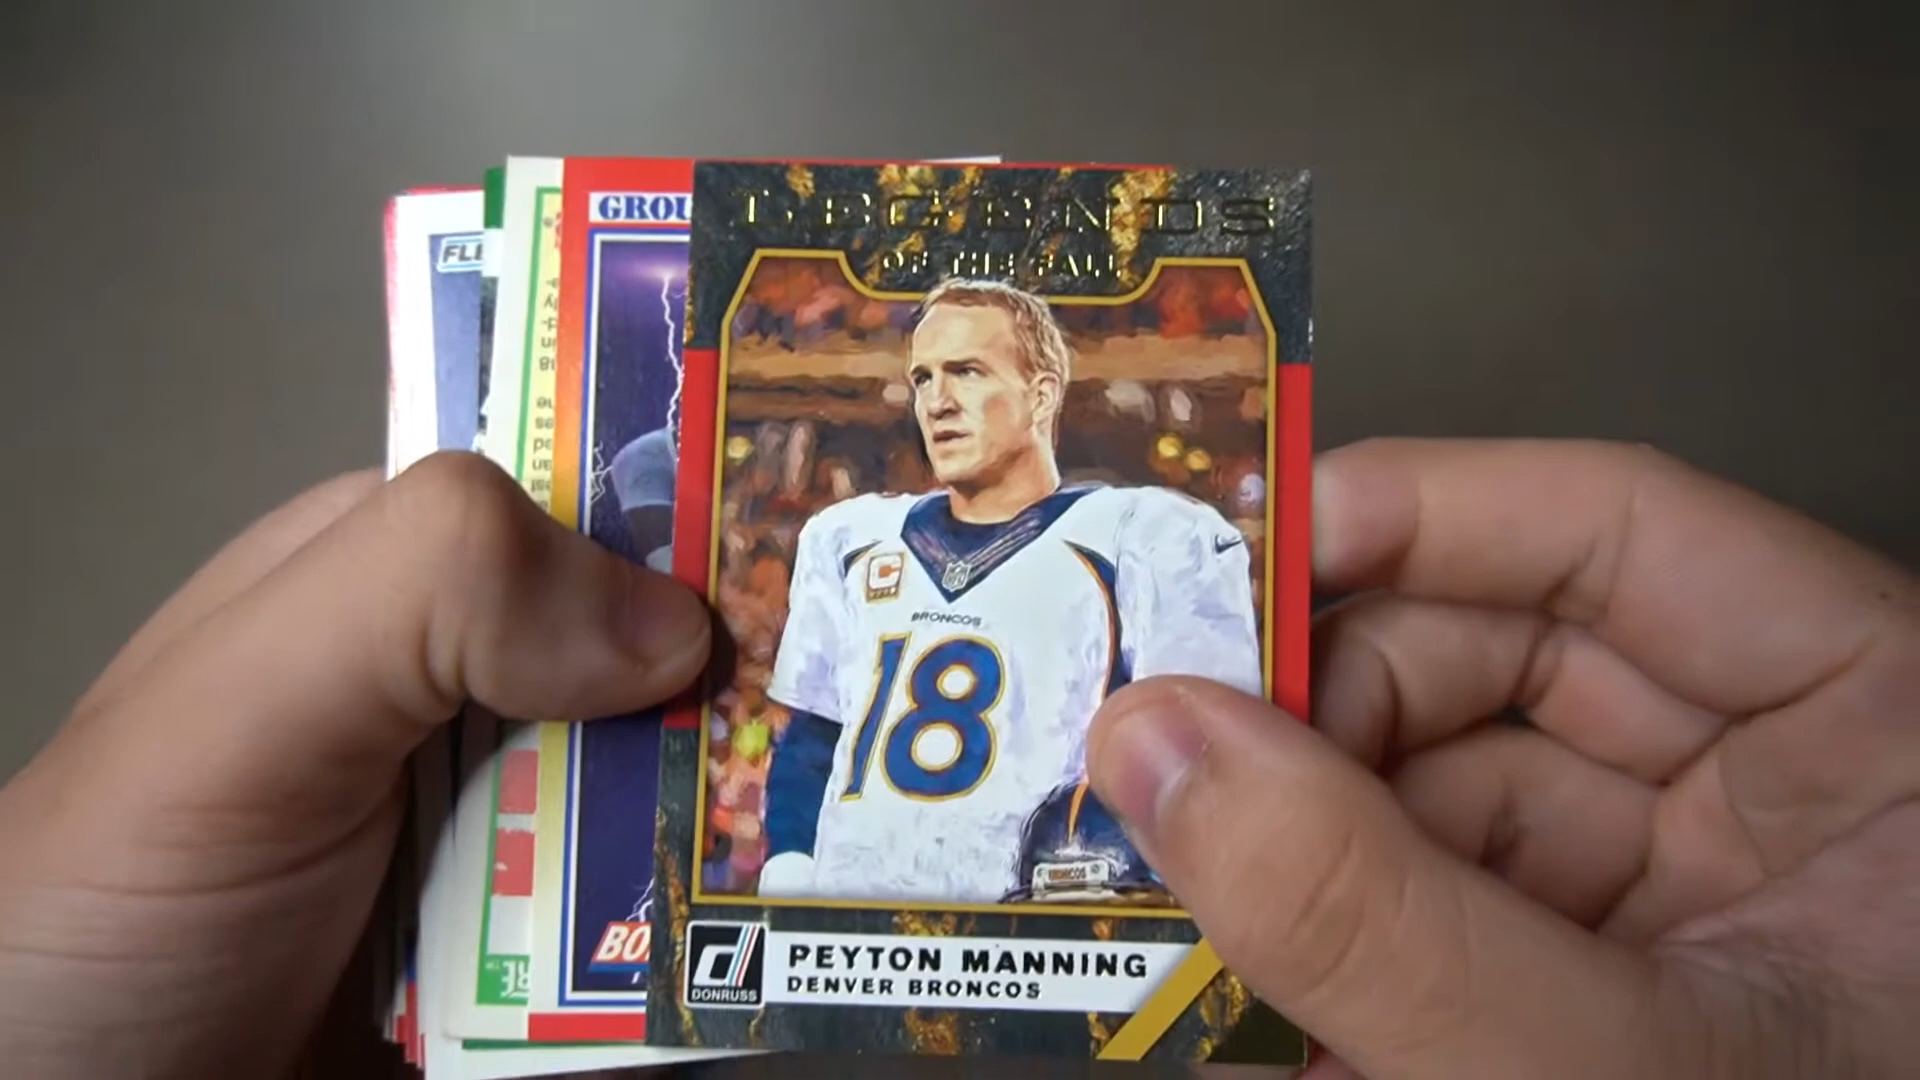 LEGENDS
OF THE FALL
GROU
FLE
C
BRONCOS
18
BRONCOS
BO
DONRUSS
PEYTON MANNING
DENVER BRONCOS